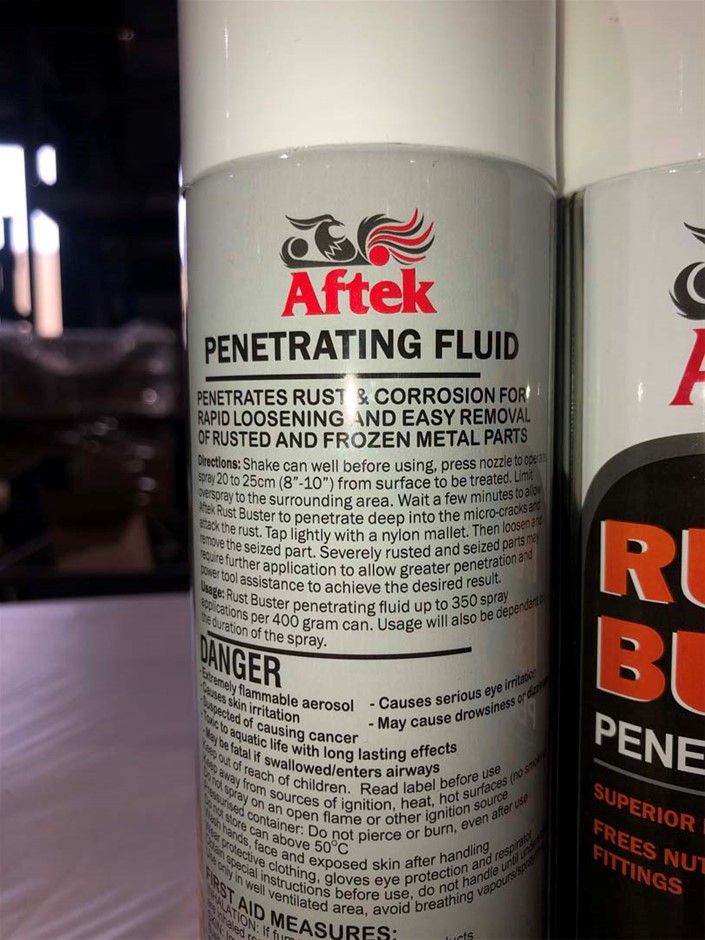 Aftek
PENETRATING FLUID
PENETRATES RUST & CORROSION FOR
RAPID LOOSENING AND EASY REMOVAL
OF RUSTED AND FROZEN METAL PARTS
Directions: Shake can well before using, press nozzle to
spray 20 to 25cm (8"-10") from surface to be treated. Limit
overspray to the surrounding area. Wait a few minutes to allow
Aftek Rust Buster to penetrate deep into the micro-cracks and
attack the rust. Tap lightly with a nylon mallet. Then loosen and
remove the seized part. Severely rusted and seized parts may
require further application to allow greater penetration and
power tool assistance to achieve the desired result.
Usage: Rust Buster penetrating fluid up to 350 spray
applications per 400 gram can. Usage will also be dependant
the duration of the spray.
DANGER
- Extremely flammable aerosol - Causes serious eye irritation
- Causes skin irritation - May cause drowsiness or
- Suspected of causing cancer
- Toxic to aquatic life with long lasting effects
- May be fatal if swallowed/enters airways
Keep out of reach of children. Read label before use
Keep away from sources of ignition, heat, hot surfaces (no
Do not spray on an open flame or other ignition source
Pressurised container: Do not pierce or burn, even after use
Do not store can above 50°C
Wash hands, face and exposed skin after handling
Wear protective clothing, gloves eye protection and
Obtain special instructions before use, do not handle until
Use only in well ventilated area, avoid breathing vapours/
FIRST AID MEASURES:
INHALATION: If
A
RU
BU
PENE
SUPERIOR
FREES NUT
FITTINGS